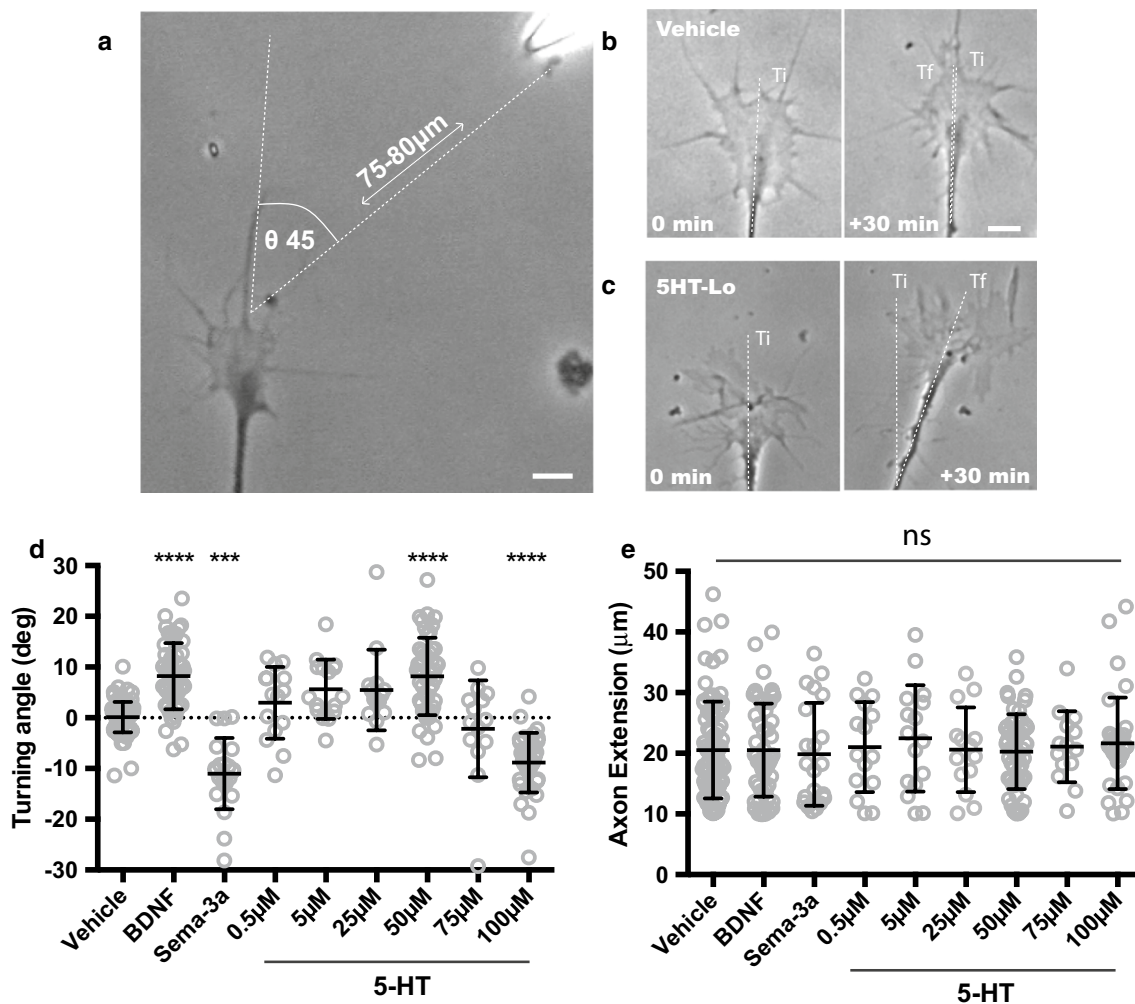 a
75-80µm
θ 45
b
Vehicle
Ti
0 min
Tf
Ti
+30 min
c
5HT-Lo
Ti
0 min
Ti
Tf
+30 min
d
**** *** **** ****
Turning angle (deg)
30
20
10
0
-10
-20
-30
Vehicle
BDNF
Sema-3a
0.5µM
5µM
25µM
50µM
75µM
100µM
5-HT
e
ns
Axon Extension (µm)
50
40
30
20
10
0
Vehicle
BDNF
Sema-3a
0.5µM
5µM
25µM
50µM
75µM
100µM
5-HT